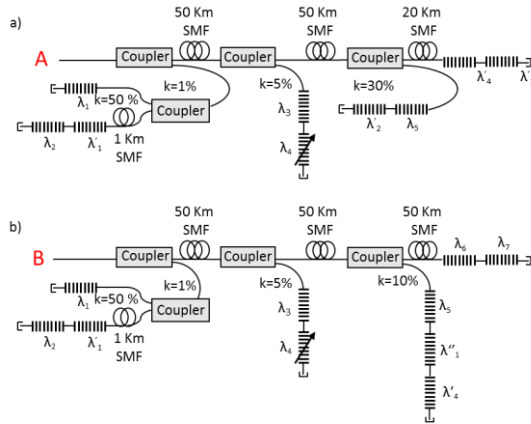 a)
50 Km
SMF
50 Km
SMF
20 Km
SMF
A
Coupler
Coupler
Coupler
λ'4
λ1
k=50 %
k=1%
Coupler
k=5%
k=30%
λ3
λ'2
λ5
λ2
λ'1
1 Km
SMF
λ4
b)
50 Km
SMF
50 Km
SMF
50 Km
SMF
B
Coupler
Coupler
Coupler
λ6
λ7
λ1
k=50 %
k=1%
Coupler
k=5%
k=10%
λ3
λ5
λ2
λ'1
1 Km
SMF
λ4
λ''1
λ'4